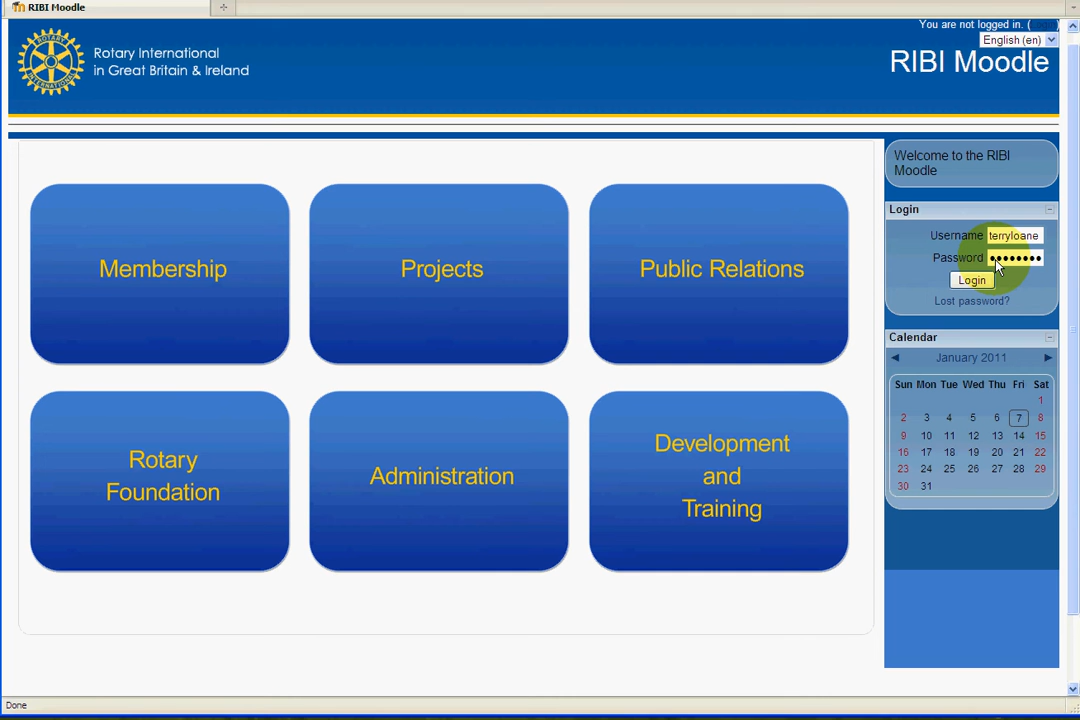 RIBI Moodle
You are not logged in. (
English (en)
Rotary International
in Great Britain & Ireland
RIBI Moodle
Welcome to the RIBI
Moodle
Membership
Projects
Public Relations
Rotary
Foundation
Administration
Development
and
Training
Login
Username terryloane
Password ••••••••
Login
Lost password?
Calendar
◄ January 2011 ►
Sun Mon Tue Wed Thu Fri Sat
1
2 3 4 5 6 7 8
9 10 11 12 13 14 15
16 17 18 19 20 21 22
23 24 25 26 27 28 29
30 31
Done